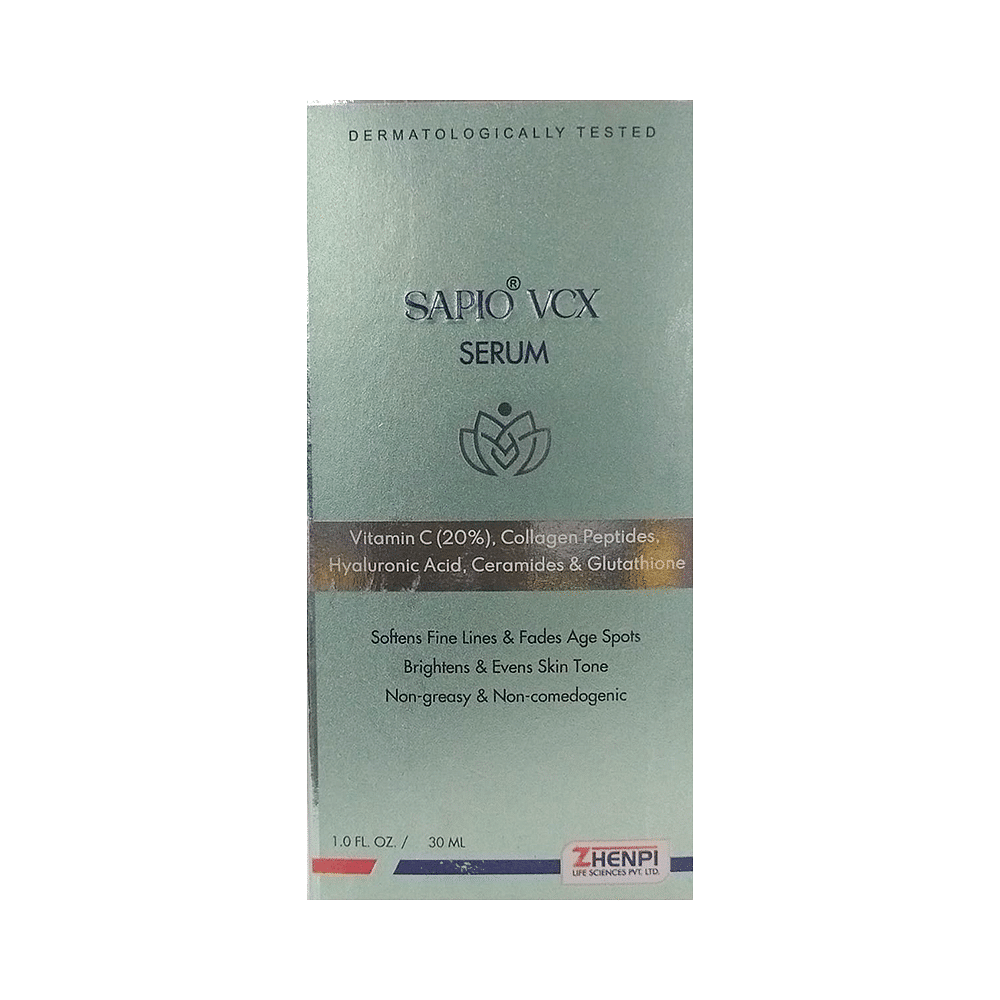 DERMATOLOGICALLY TESTED
SAPIO® VCX
SERUM
Vitamin C (20%), Collagen Peptides,
Hyaluronic Acid, Ceramides & Glutathione
Softens Fine Lines & Fades Age Spots
Brightens & Evens Skin Tone
Non-greasy & Non-comedogenic
1.0 FL. OZ. / 30 ML
ZHENPI
LIFE SCIENCES PVT. LTD.